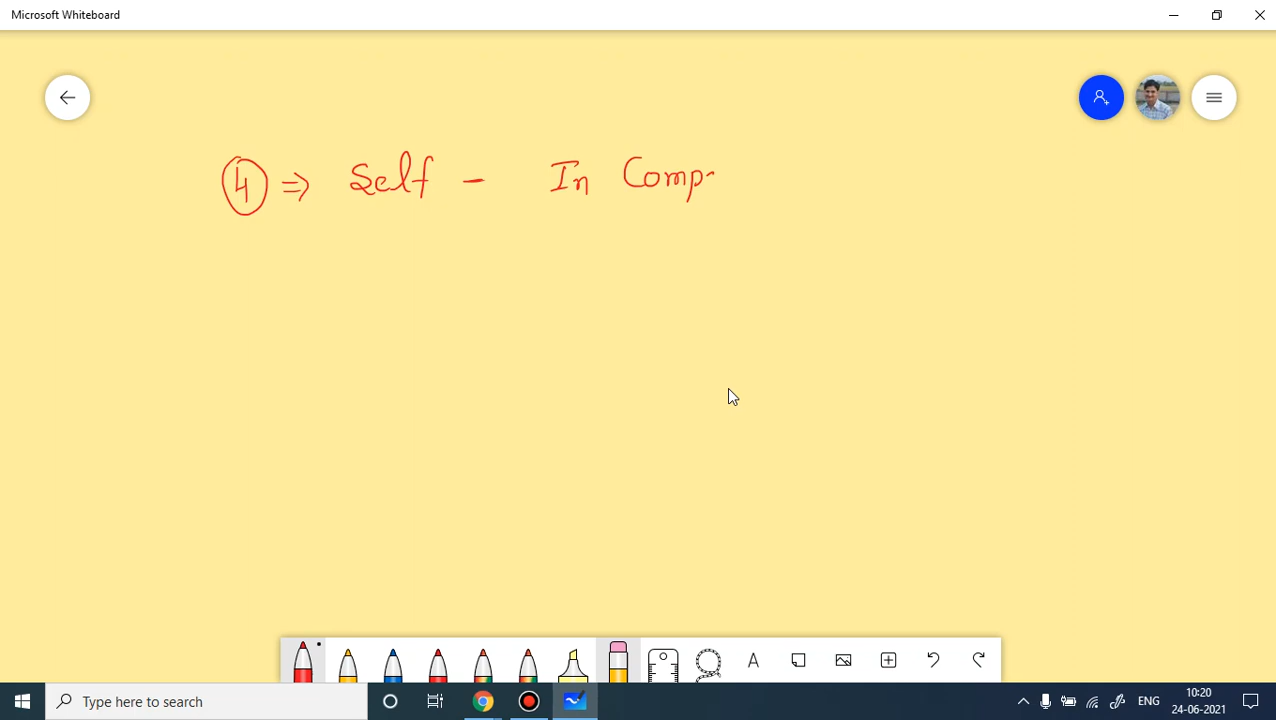 Microsoft Whiteboard
4 ⇒ Self - In Comp-
A
Type here to search
ENG
10:20
24-06-2021